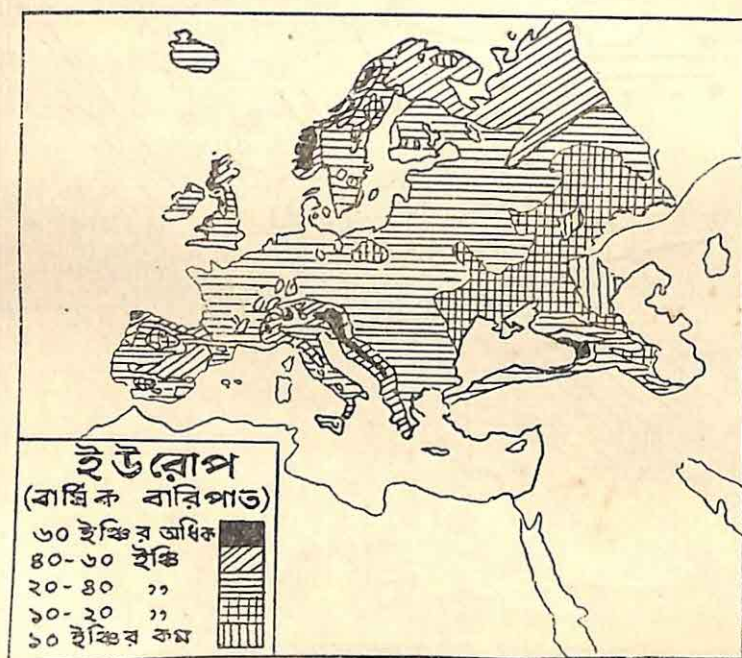 ইউরোপ
(বার্ষিক বারিপাত)
৬০ ইঞ্চির অধিক
৪০-৬০ ইঞ্চি
২০-৪০ ,,
১০-২০ ,,
১০ ইঞ্চির কম